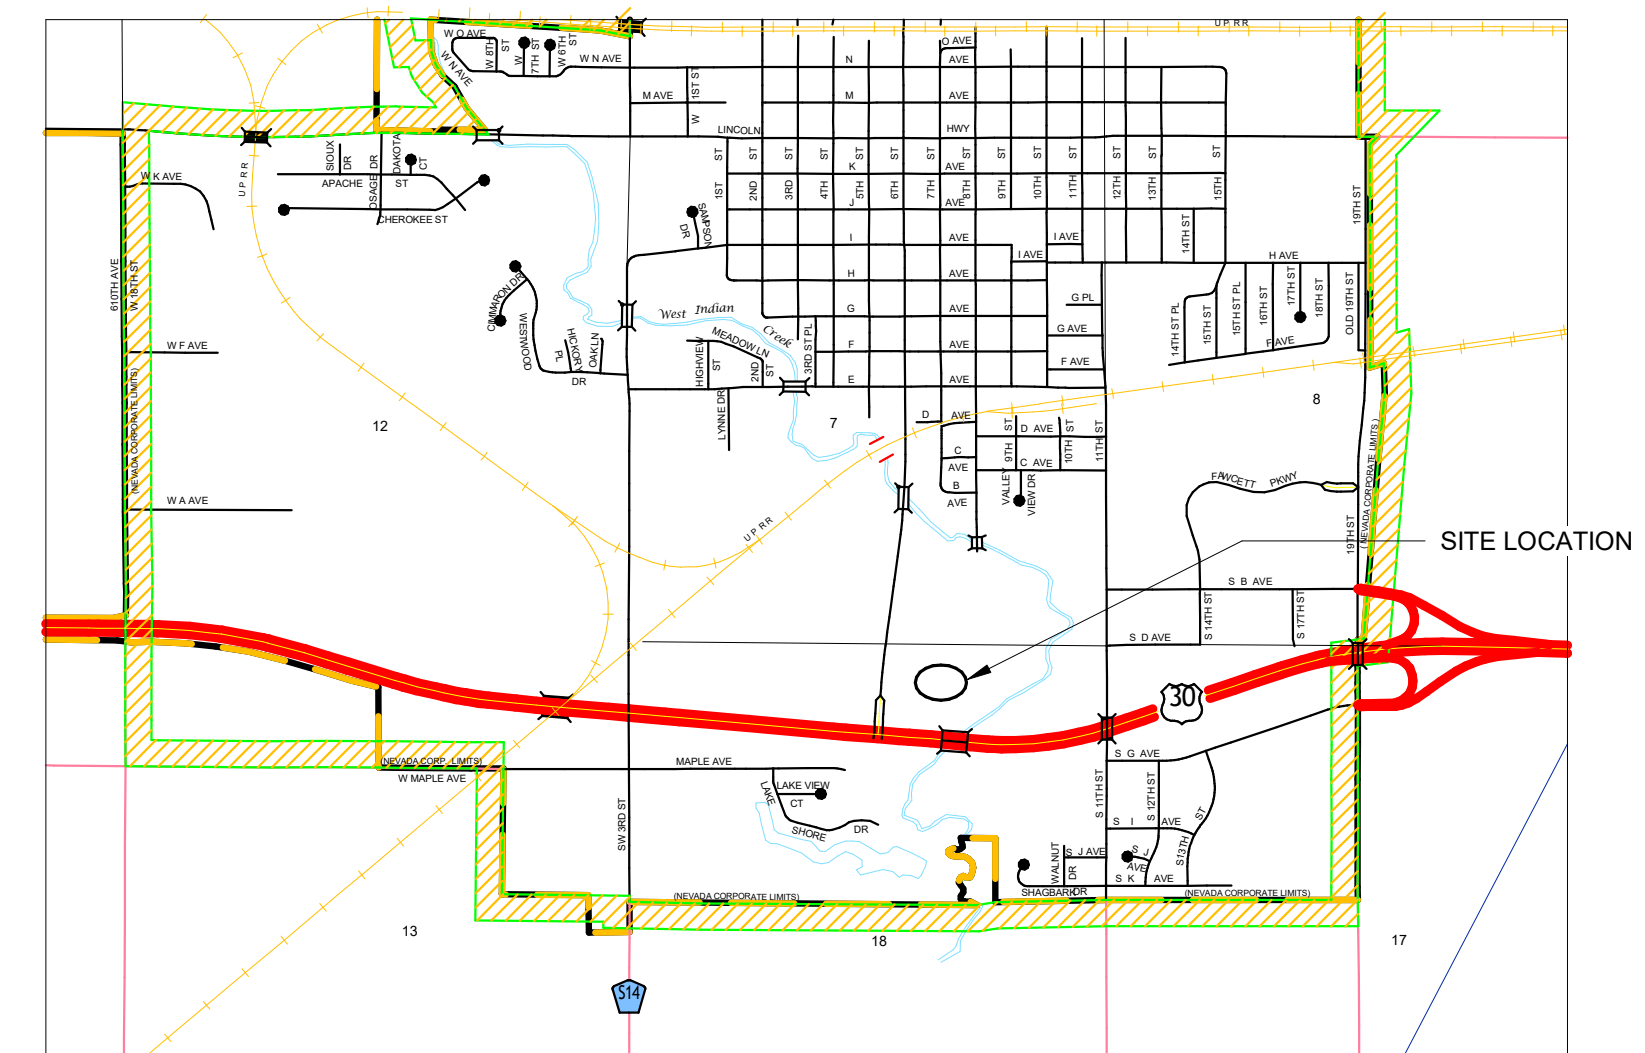 UP RR
W O AVE
W 8TH
ST
W
7TH ST
W 6TH
ST
W N AVE
W N AVE
O AVE
N
AVE
M AVE
W
1ST ST
M
AVE
LINCOLN
HWY
SIOUX
DR
OSAGE DR
DAKOTA
CT
APACHE
ST
CHEROKEE ST
W K AVE
UP RR
1ST
ST
2ND
ST
3RD
ST
4TH
ST
5TH
ST
6TH
ST
7TH
ST
8TH
ST
9TH
ST
10TH
ST
11TH
ST
12TH
ST
13TH
ST
15TH
ST
K
AVE
J
AVE
SAMPSON
DR
19TH ST
14TH ST
I
AVE
I AVE
I AVE
H AVE
H
AVE
610TH AVE
W 18TH ST
CIMMARON DR
WESTWOOD
DR
HICKORY
PL
OAK LN
West Indian
Creek
G
AVE
G PL
G AVE
F AVE
14TH ST PL
15TH ST
15TH ST PL
16TH ST
17TH ST
18TH ST
OLD 19TH ST
F AVE
W F AVE
MEADOW LN
HIGHVIEW
ST
2ND
ST
3RD ST PL
F
AVE
E
AVE
LYNNE DR
(NEVADA CORPORATE LIMITS)
12
7
8
D
AVE
9TH
ST
D AVE
10TH
ST
11TH
ST
C
AVE
C AVE
B
AVE
VALLEY
VIEW DR
FAWCETT
PKWY
W A AVE
UP RR
19TH ST
(NEVADA CORPORATE LIMITS)
SITE LOCATION
S B AVE
S 14TH ST
S 17TH ST
S D AVE
30
(NEVADA CORP. LIMITS)
W MAPLE AVE
MAPLE AVE
S G AVE
LAKE VIEW
CT
LAKE
SHORE
DR
SW 3RD ST
S 11TH ST
S 12TH ST
S I
AVE
S13TH
ST
WALNUT
DR
S J AVE
S J
AVE
S K
AVE
SHAGBARK
DR
(NEVADA CORPORATE LIMITS)
(NEVADA CORPORATE LIMITS)
13
18
17
S14